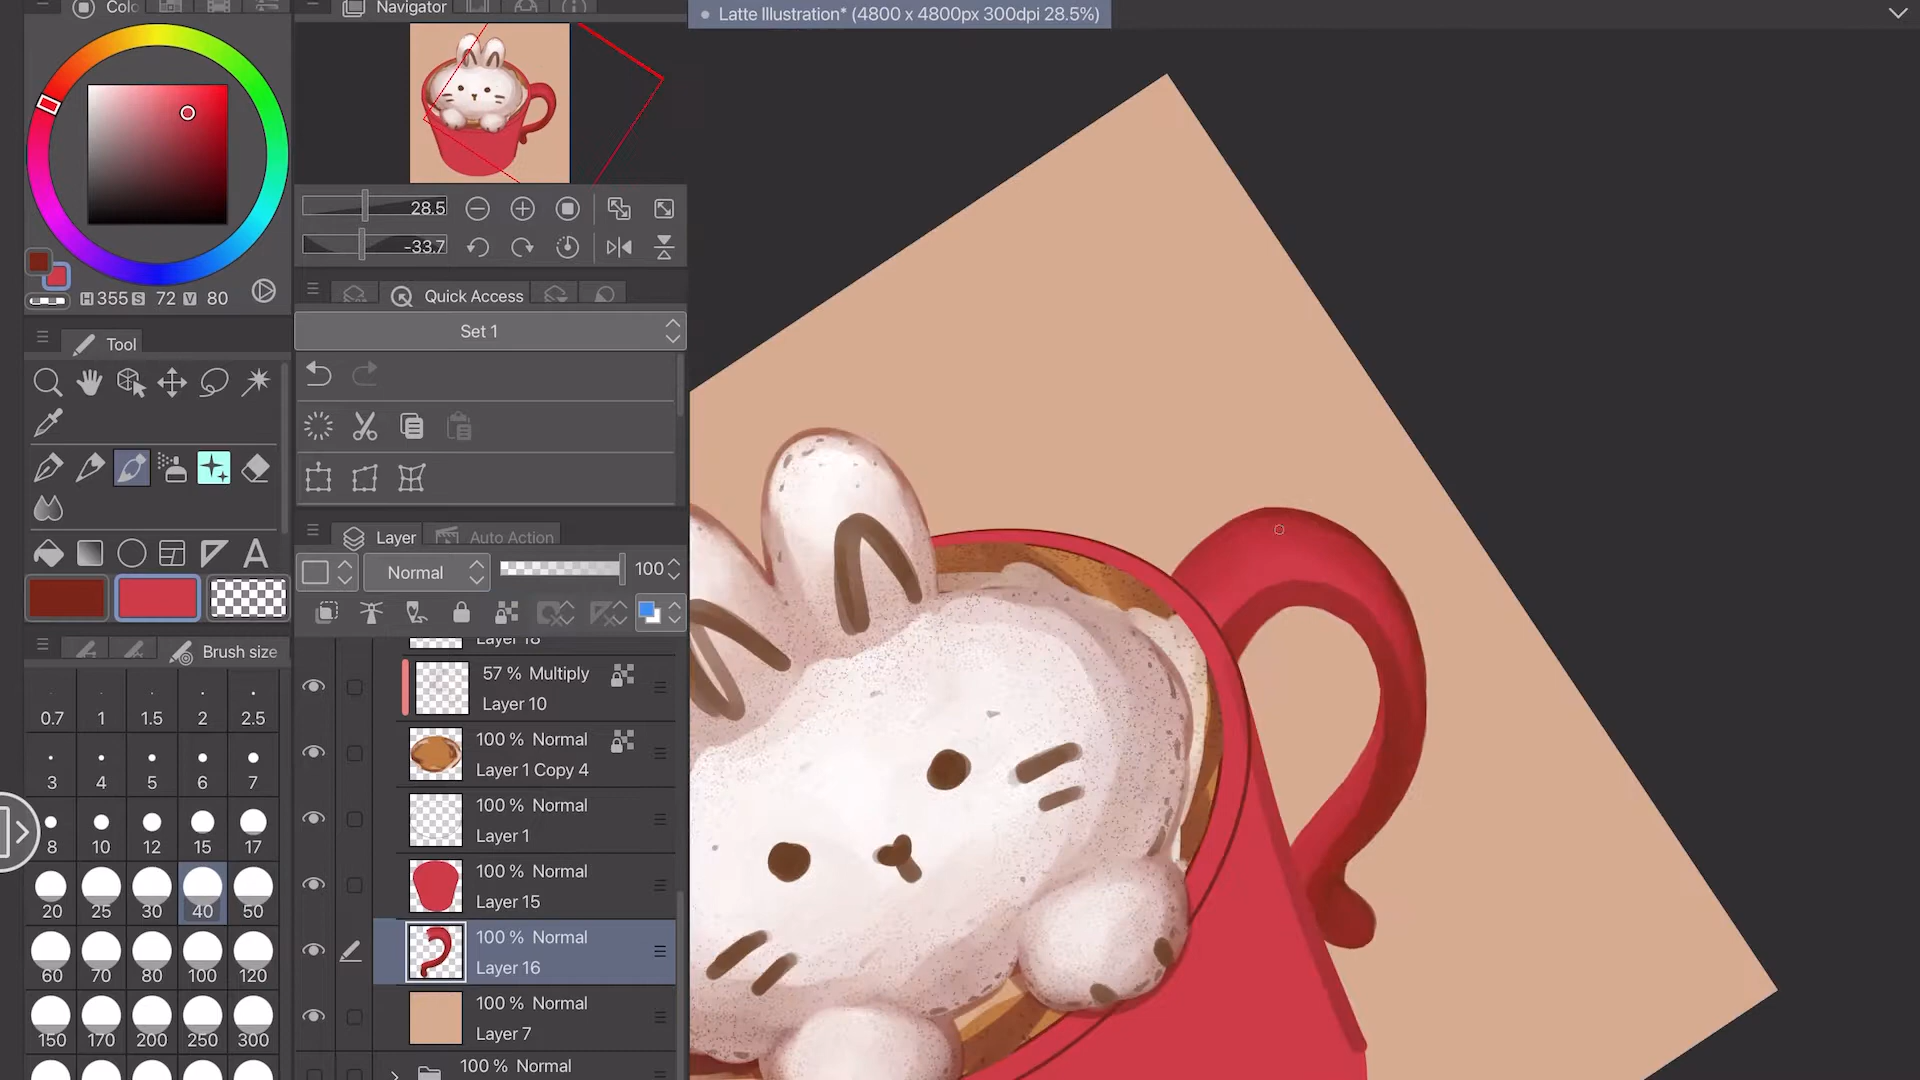 Colo
Navigator
Latte Illustration* (4800 x 4800px 300dpi 28.5%)
28.5
-33.7
H 355 S 72 V 80
Quick Access
Set 1
Tool
A
Layer
Auto Action
Normal
100
Brush size
Layer 18
57 % Multiply
Layer 10
100 % Normal
Layer 1 Copy 4
100 % Normal
Layer 1
100 % Normal
Layer 15
100 % Normal
Layer 16
100 % Normal
Layer 7
100 % Normal
0.7 1 1.5 2 2.5
3 4 5 6 7
8 10 12 15 17
20 25 30 40 50
60 70 80 100 120
150 170 200 250 300